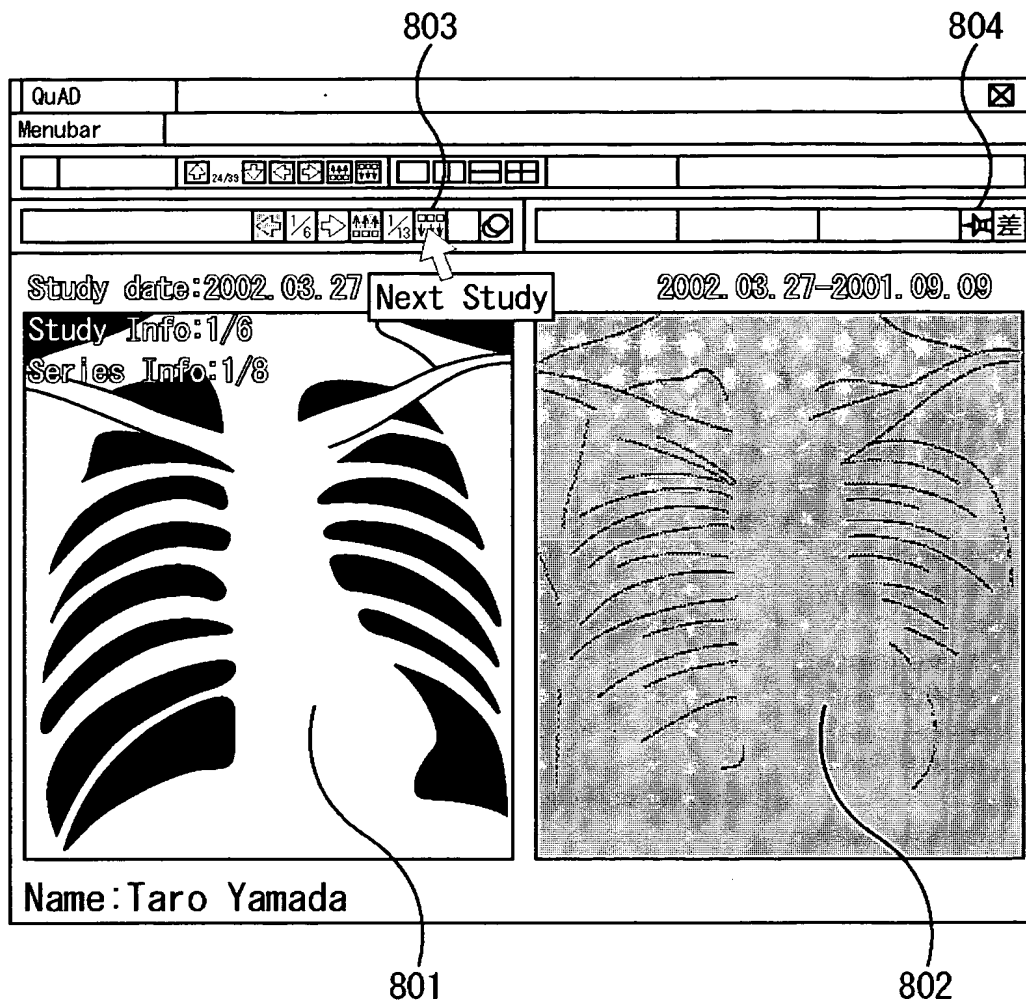 803
804
QuAD
Menubar
24/33
1/6
1/13
差
Next Study
Study date:2002.03.27
2002.03.27-2001.09.09
Study Info:1/6
Series Info:1/8
Name:Taro Yamada
801
802